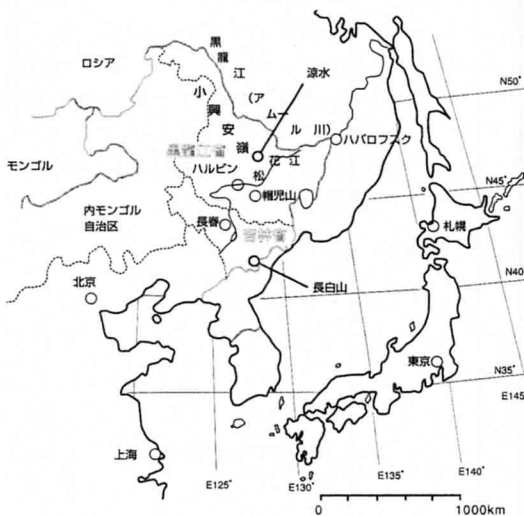 ロシア
黒龍江(アムール川)
小興安嶺
涼水
N50°
ハバロフスク
黒龍江省
松花江
モンゴル
ハルビン
帽児山
N45°
内モンゴル
自治区
長春
吉林省
札幌
北京
長白山
N40°
東京
N35°
E145°
上海
E125°
E130°
E135°
E140°
0 1000km